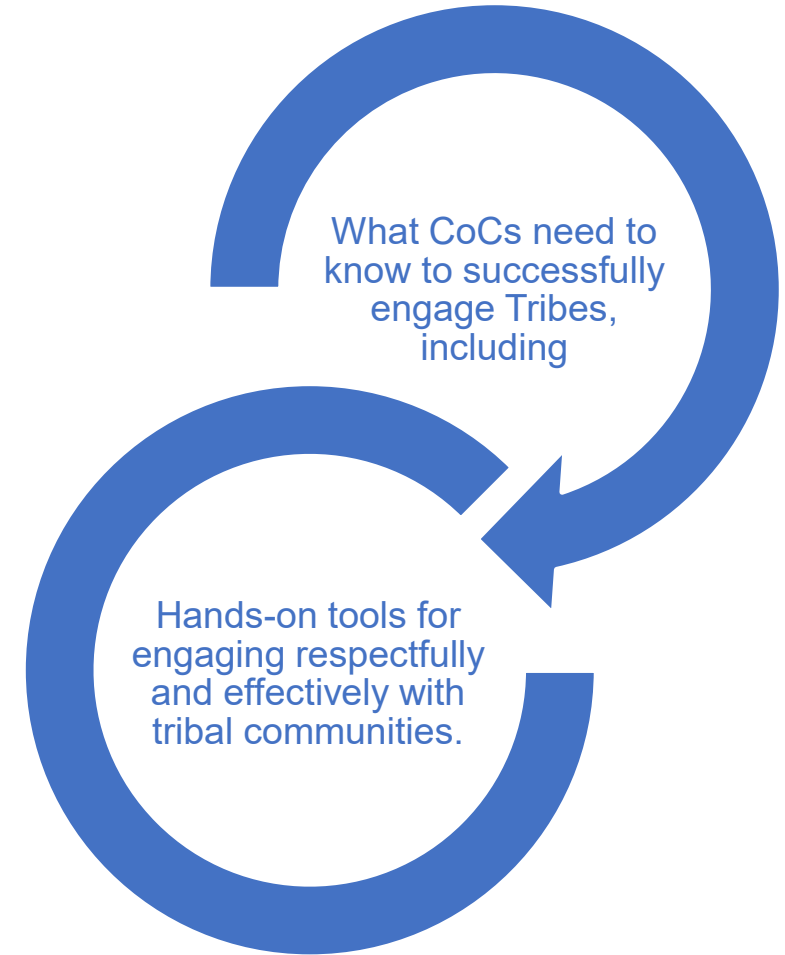 What CoCs need to
know to successfully
engage Tribes,
including
Hands-on tools for
engaging respectfully
and effectively with
tribal communities.